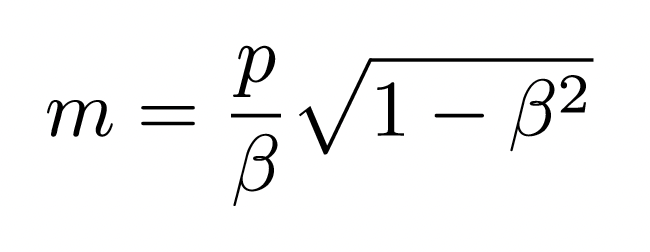 m = \frac{p}{\beta} \sqrt{1 - \beta^2}